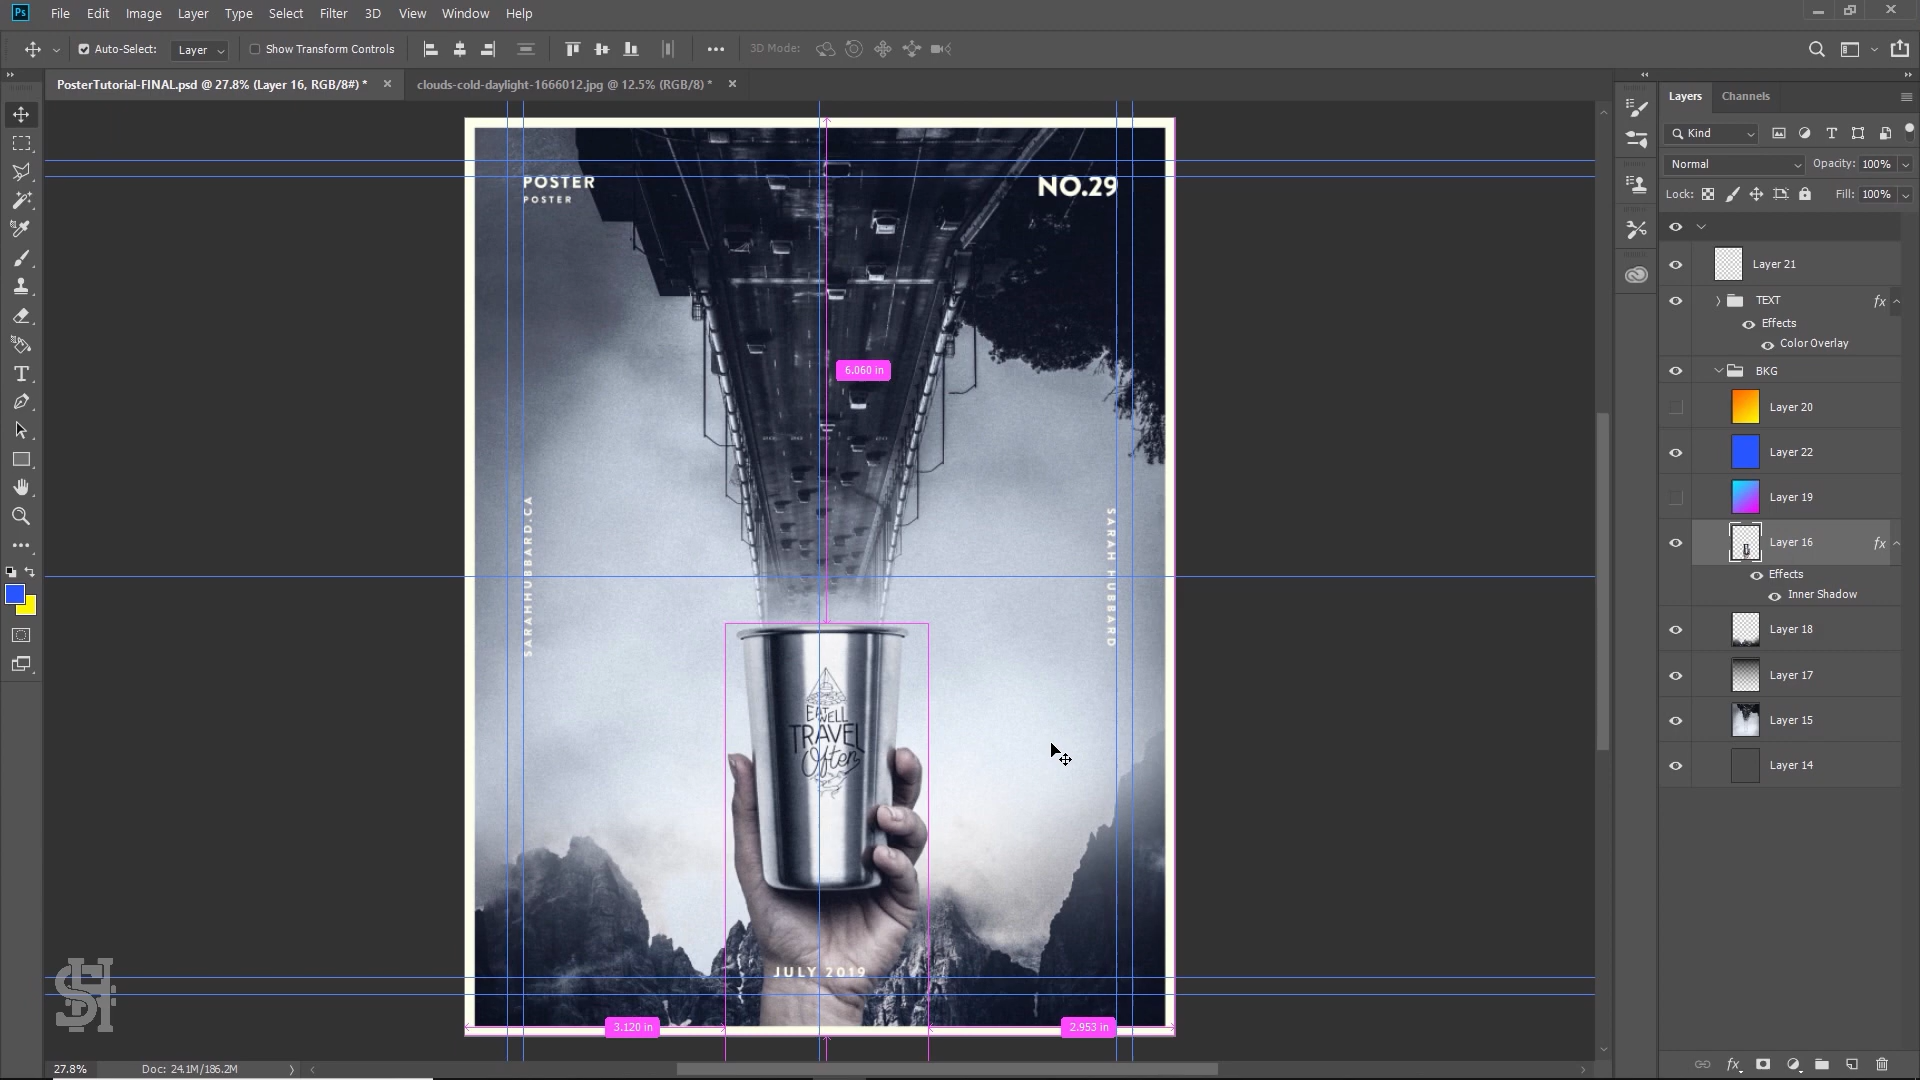 Ps File Edit Image Layer Type Select Filter 3D View Window Help
Auto-Select: Layer Show Transform Controls 3D Mode:
PosterTutorial-FINAL.psd @ 27.8% (Layer 16, RGB/8#) *
clouds-cold-daylight-1666012.jpg @ 12.5% (RGB/8) *
POSTER
POSTER
NO.29
6.060 in
SARAHHUBBARD.CA
SARAH HUBBARD
EAT WELL
TRAVEL
Often
JULY 2019
3.120 in
2.953 in
SH
27.8% Doc: 24.1M/186.2M
Layers Channels
Kind
Normal Opacity: 100%
Lock: Fill: 100%
Layer 21
TEXT fx
Effects
Color Overlay
BKG
Layer 20
Layer 22
Layer 19
Layer 16 fx
Effects
Inner Shadow
Layer 18
Layer 17
Layer 15
Layer 14
fx